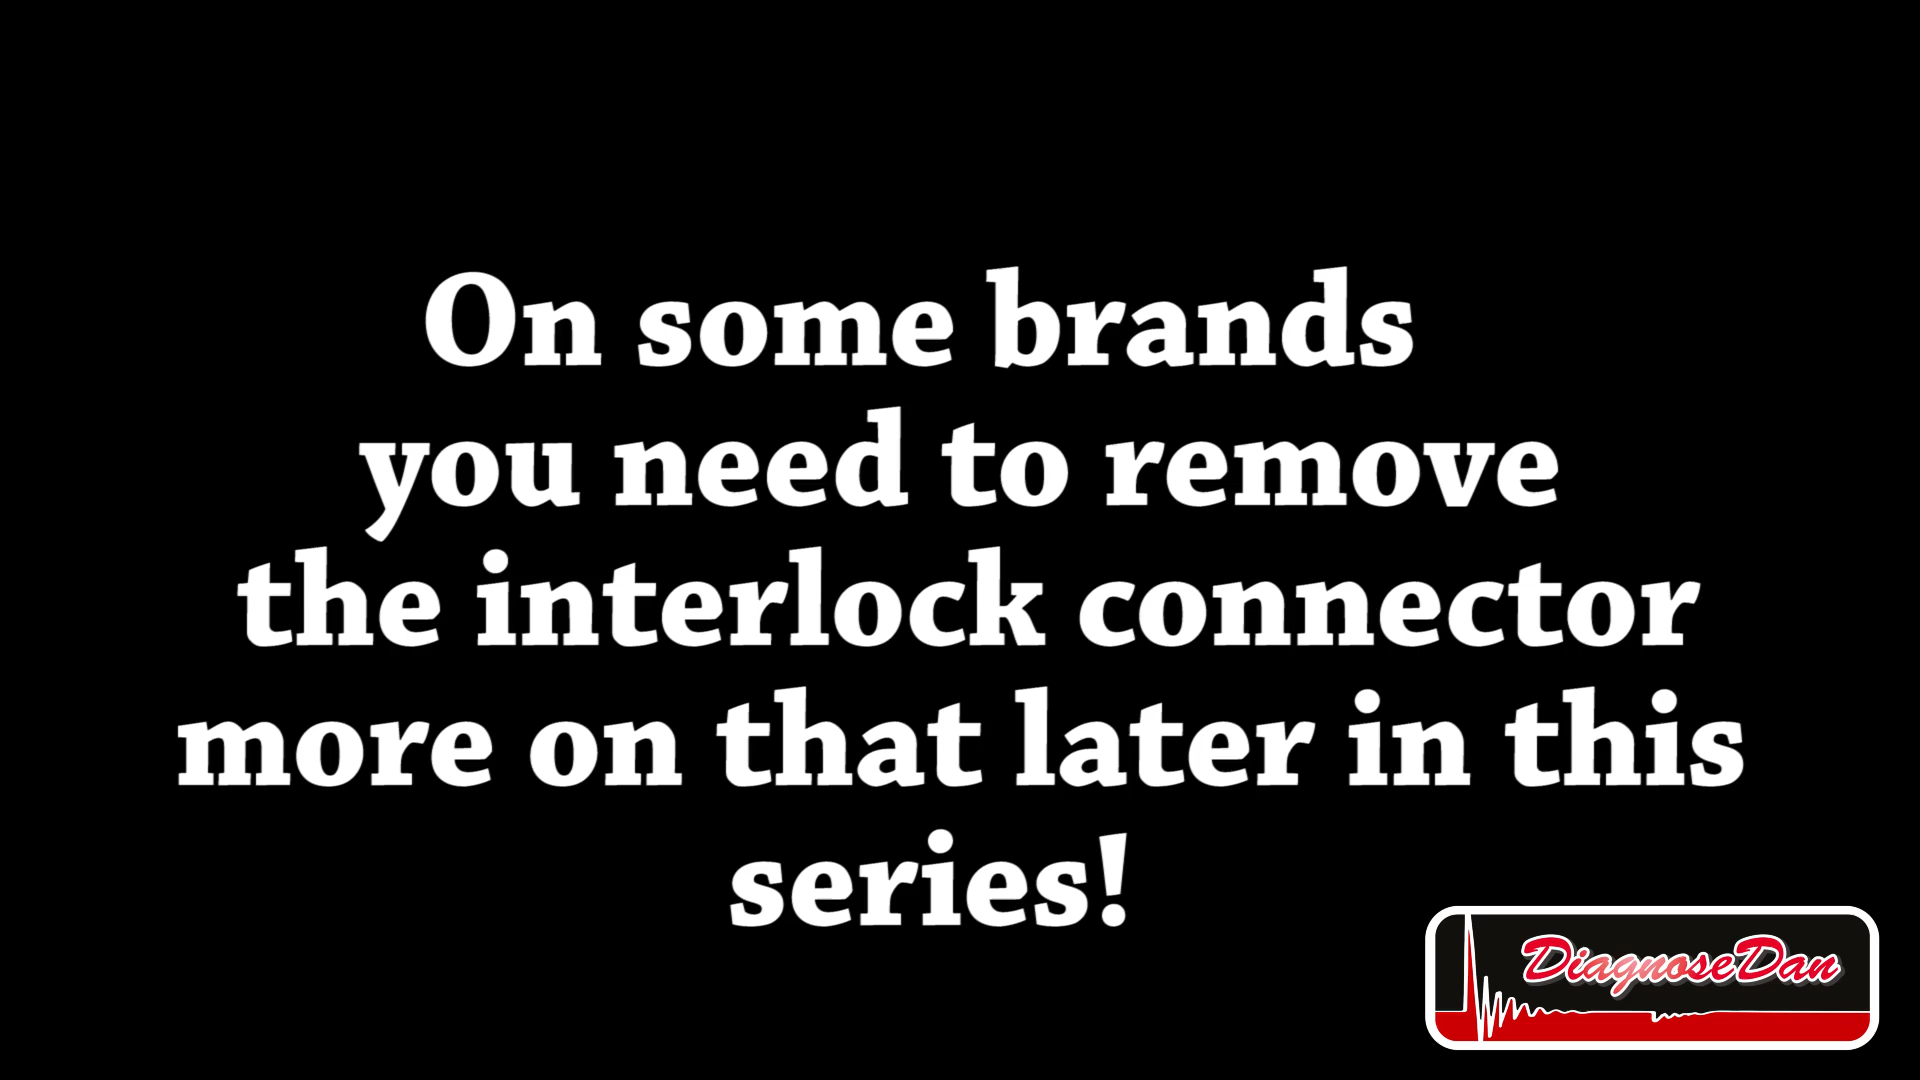 On some brands
you need to remove
the interlock connector
more on that later in this
series!
DiagnoseDan